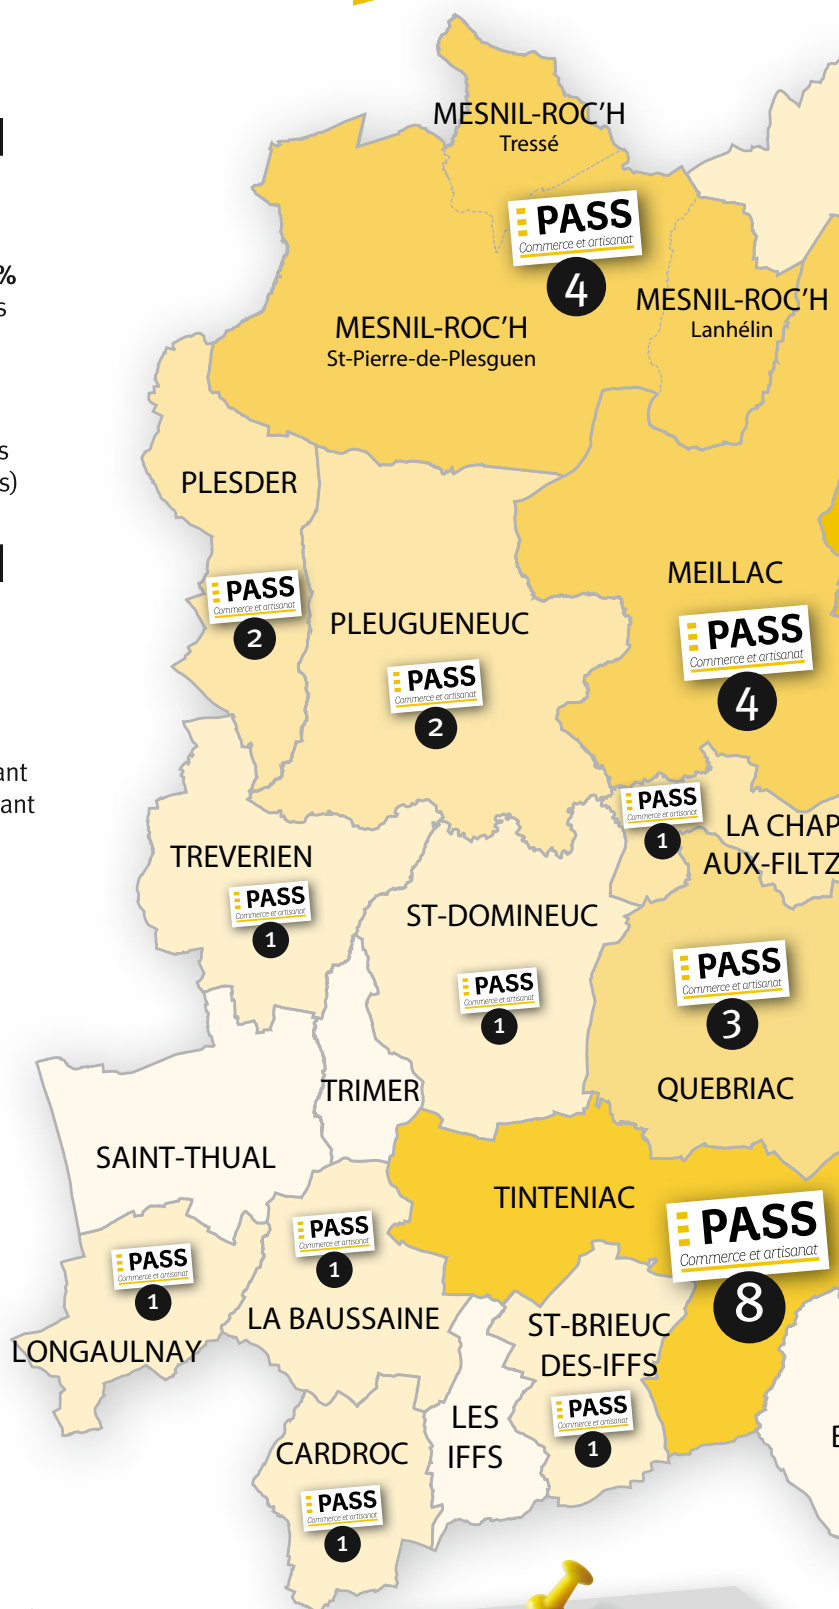 MESNIL-ROC'H
Tressé
PASS
Commerce et artisanat
4
%
s
MESNIL-ROC'H
Lanhélin
MESNIL-ROC'H
St-Pierre-de-Plesguen
s
s)
PLESDER
PASS
Commerce et artisanat
2
MEILLAC
PASS
Commerce et artisanat
4
PLEUGUENEUC
PASS
Commerce et artisanat
2
ant
ant
PASS
Commerce et artisanat
1
LA CHAP
AUX-FILTZ
TREVERIEN
PASS
Commerce et artisanat
1
ST-DOMINEUC
PASS
Commerce et artisanat
1
PASS
Commerce et artisanat
3
QUEBRIAC
TRIMER
SAINT-THUAL
TINTENIAC
PASS
Commerce et artisanat
8
PASS
Commerce et artisanat
1
LA BAUSSAINE
PASS
Commerce et artisanat
1
LONGAULNAY
ST-BRIEUC
DES-IFFS
PASS
Commerce et artisanat
1
LES
IFFS
CARDROC
PASS
Commerce et artisanat
1